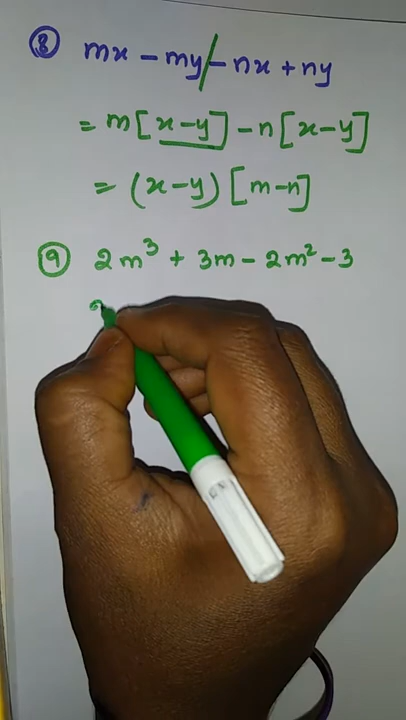 ⑧ mx - my - nx + ny
= m[x-y] - n[x-y]
= (x-y) [m-n]
⑨ 2m³ + 3m - 2m² - 3